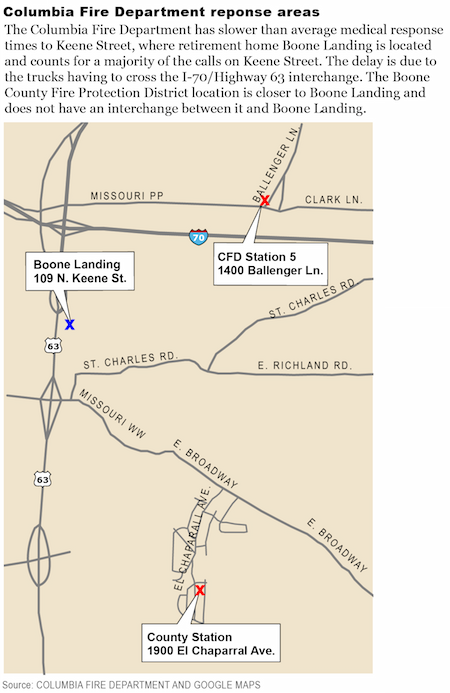 Columbia Fire Department reponse areas
The Columbia Fire Department has slower than average medical response
times to Keene Street, where retirement home Boone Landing is located
and counts for a majority of the calls on Keene Street. The delay is due to
the trucks having to cross the I-70/Highway 63 interchange. The Boone
County Fire Protection District location is closer to Boone Landing and
does not have an interchange between it and Boone Landing.
BALLENGER LN.
MISSOURI PP
X
CLARK LN.
70
CFD Station 5
1400 Ballenger Ln.
Boone Landing
109 N. Keene St.
ST. CHARLES RD.
X
63
ST. CHARLES RD.
E. RICHLAND RD.
MISSOURI WW
E. BROADWAY
63
EL CHAPARALL AVE.
E. BROADWAY
X
County Station
1900 El Chaparral Ave.
Source: COLUMBIA FIRE DEPARTMENT AND GOOGLE MAPS